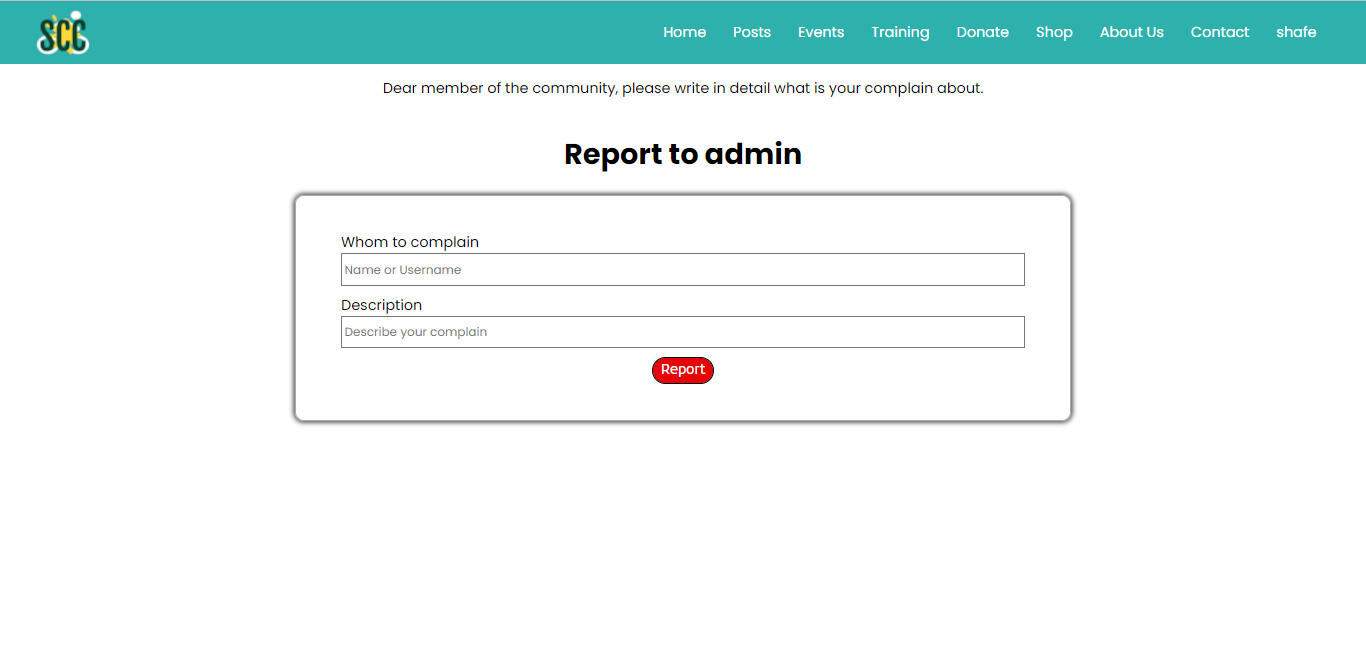 SCC
Home Posts Events Training Donate Shop About Us Contact shafe
Dear member of the community, please write in detail what is your complain about.
Report to admin
Whom to complain
Name or Username
Description
Describe your complain
Report